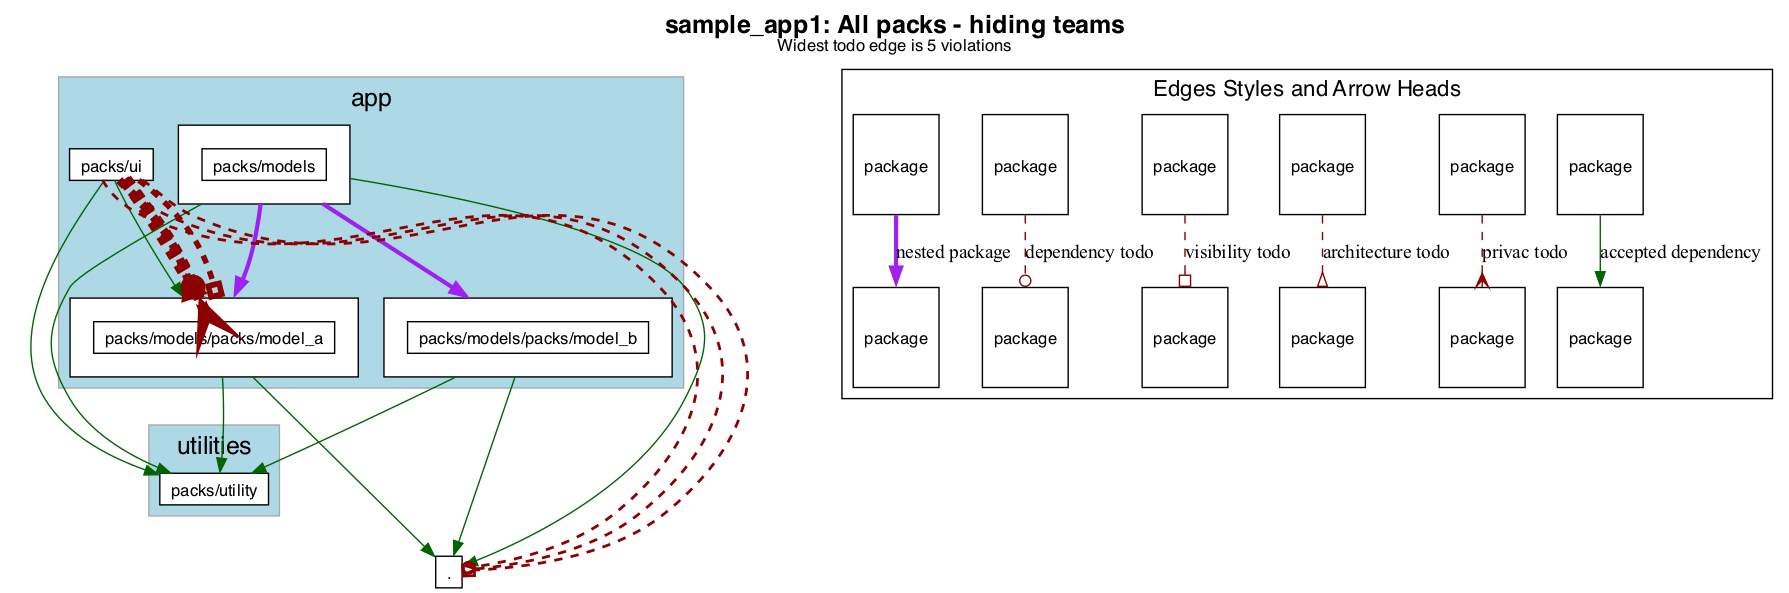 sample_app1: All packs - hiding teams
Widest todo edge is 5 violations
app
packs/ui
packs/models
packs/models/packs/model_a
packs/models/packs/model_b
utilities
packs/utility
.
Edges Styles and Arrow Heads
package
package
package
package
package
package
nested package
dependency todo
visibility todo
architecture todo
privac todo
accepted dependency
package
package
package
package
package
package